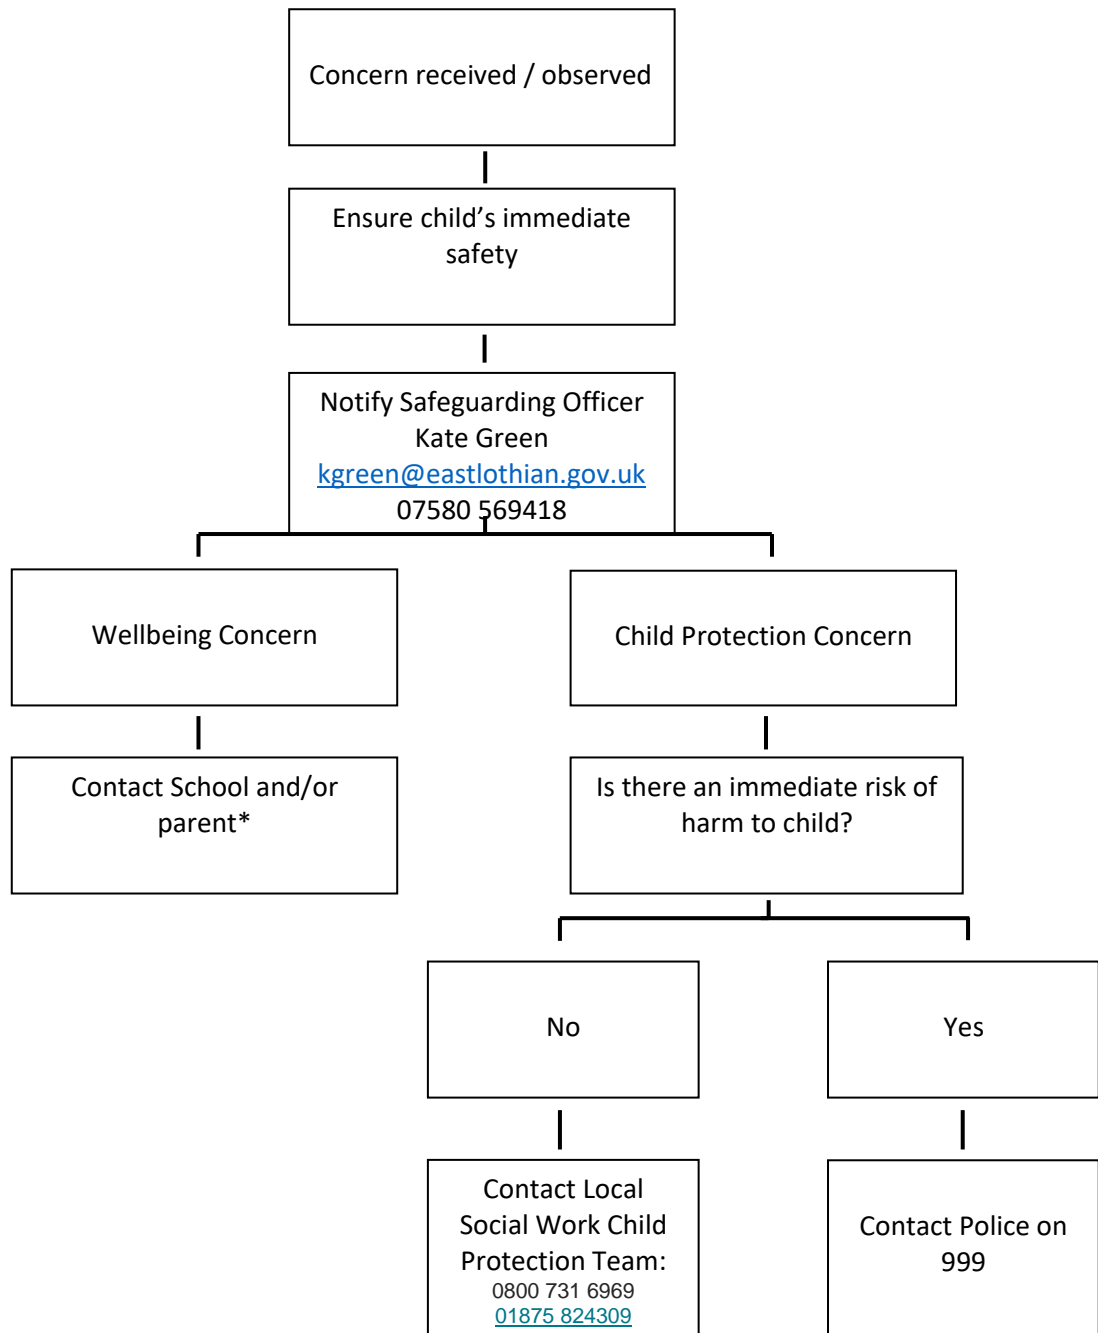 Concern received / observed
Ensure child’s immediate
safety
Notify Safeguarding Officer
Kate Green
kgreen@eastlothian.gov.uk
07580 569418
Wellbeing Concern
Child Protection Concern
Contact School and/or
parent*
Is there an immediate risk of
harm to child?
No
Yes
Contact Local
Social Work Child
Protection Team:
0800 731 6969
01875 824309
Contact Police on
999